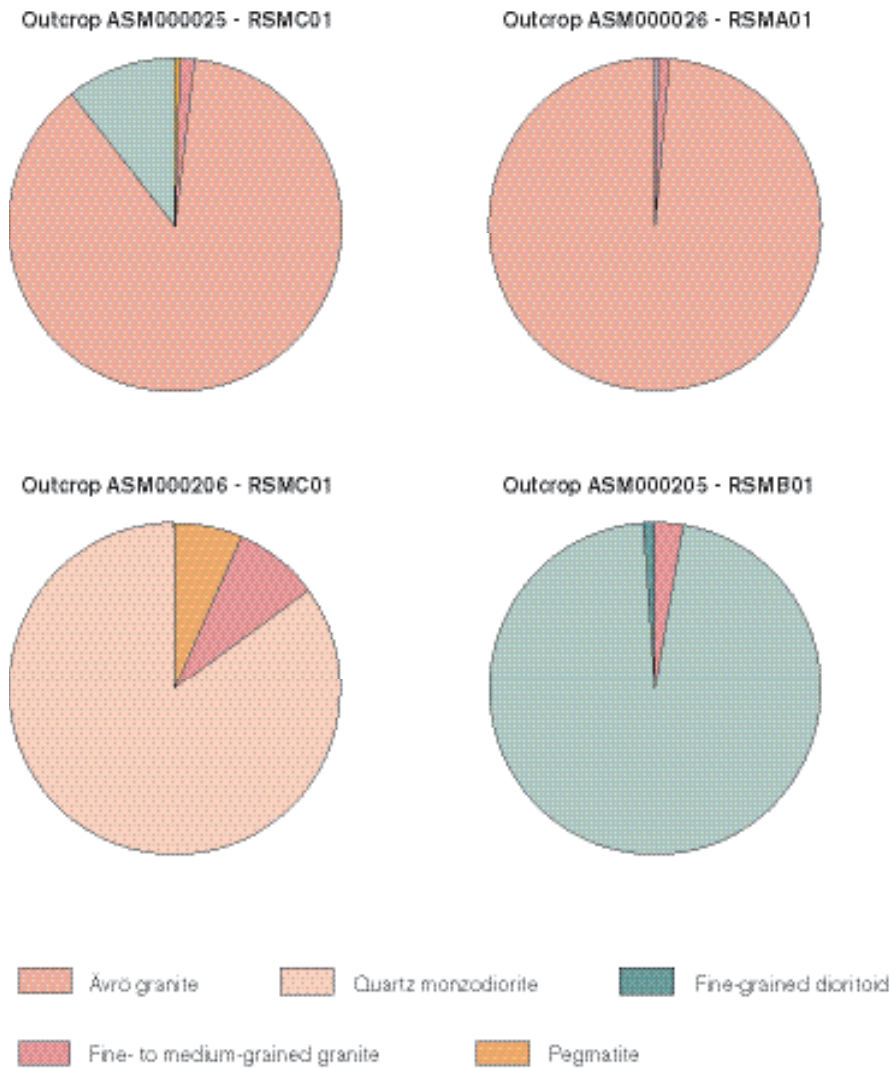 Outcrop ASM000025 - RSMC01
Outcrop ASM000026 - RSMA01
Outcrop ASM000206 - RSMC01
Outcrop ASM000205 - RSMB01
Ävrö granite
Quartz monzodiorite
Fine-grained dioritoid
Fine- to medium-grained granite
Pegmatite